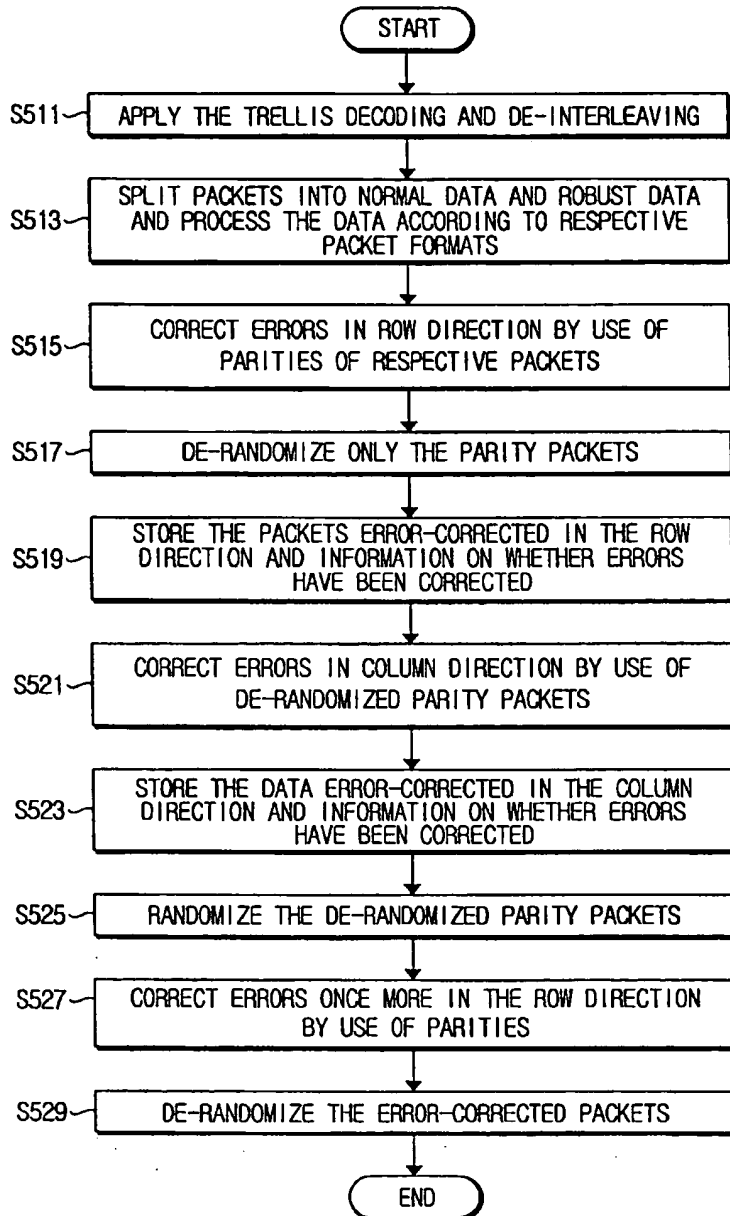 START
S511
APPLY THE TRELLIS DECODING AND DE-INTERLEAVING
S513
SPLIT PACKETS INTO NORMAL DATA AND ROBUST DATA
AND PROCESS THE DATA ACCORDING TO RESPECTIVE
PACKET FORMATS
S515
CORRECT ERRORS IN ROW DIRECTION BY USE OF
PARITIES OF RESPECTIVE PACKETS
S517
DE-RANDOMIZE ONLY THE PARITY PACKETS
S519
STORE THE PACKETS ERROR-CORRECTED IN THE ROW
DIRECTION AND INFORMATION ON WHETHER ERRORS
HAVE BEEN CORRECTED
S521
CORRECT ERRORS IN COLUMN DIRECTION BY USE OF
DE-RANDOMIZED PARITY PACKETS
S523
STORE THE DATA ERROR-CORRECTED IN THE COLUMN
DIRECTION AND INFORMATION ON WHETHER ERRORS
HAVE BEEN CORRECTED
S525
RANDOMIZE THE DE-RANDOMIZED PARITY PACKETS
S527
CORRECT ERRORS ONCE MORE IN THE ROW DIRECTION
BY USE OF PARITIES
S529
DE-RANDOMIZE THE ERROR-CORRECTED PACKETS
END